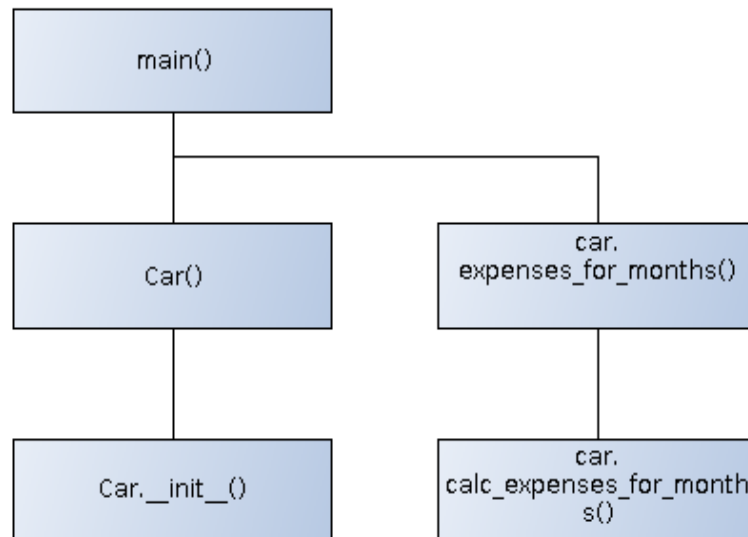 main()
Car()
car.
expenses_for_months()
Car.__init__()
car.
calc_expenses_for_month
s()